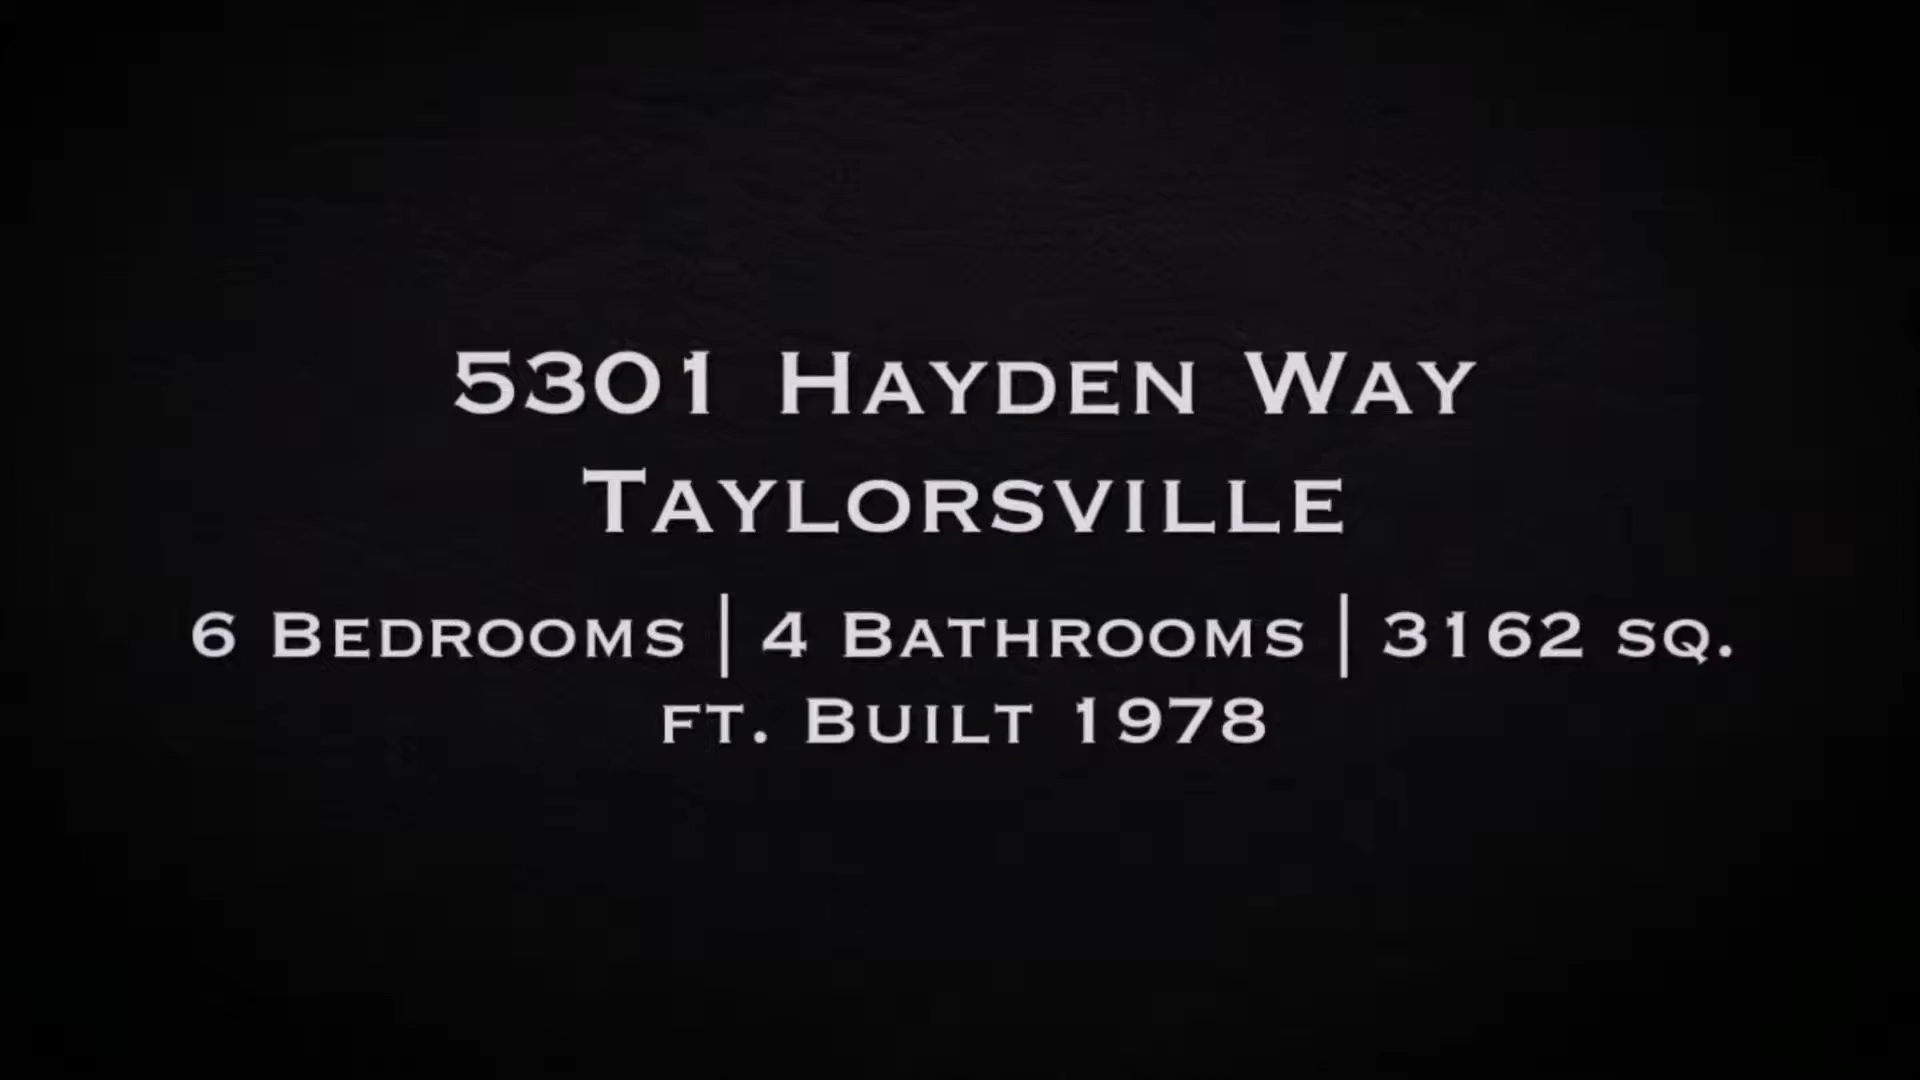 5301 Hayden Way
Taylorsville
6 Bedrooms | 4 Bathrooms | 3162 sq.
ft. Built 1978